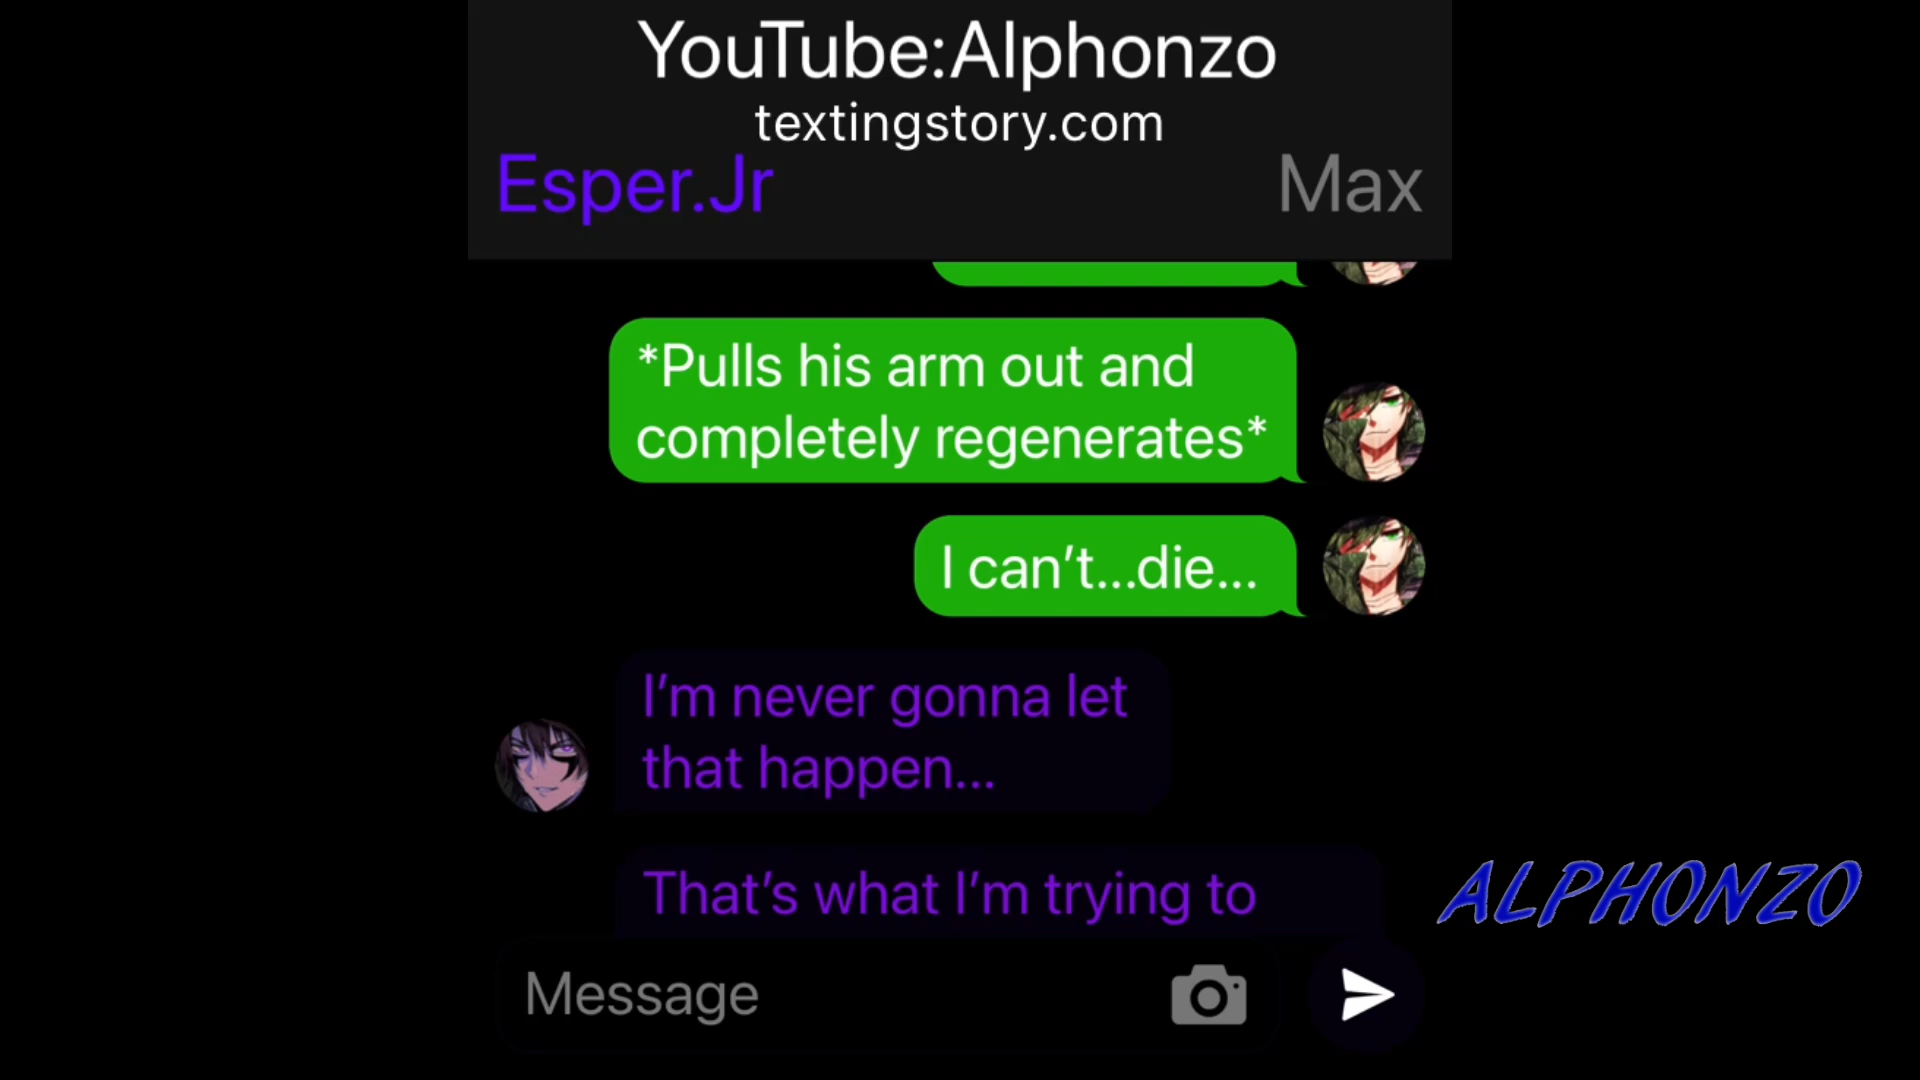 YouTube:Alphonzo
textingstory.com
Esper.Jr
Max
*Pulls his arm out and
completely regenerates*
I can’t...die...
I’m never gonna let
that happen...
That’s what I’m trying to
ALPHONZO
Message